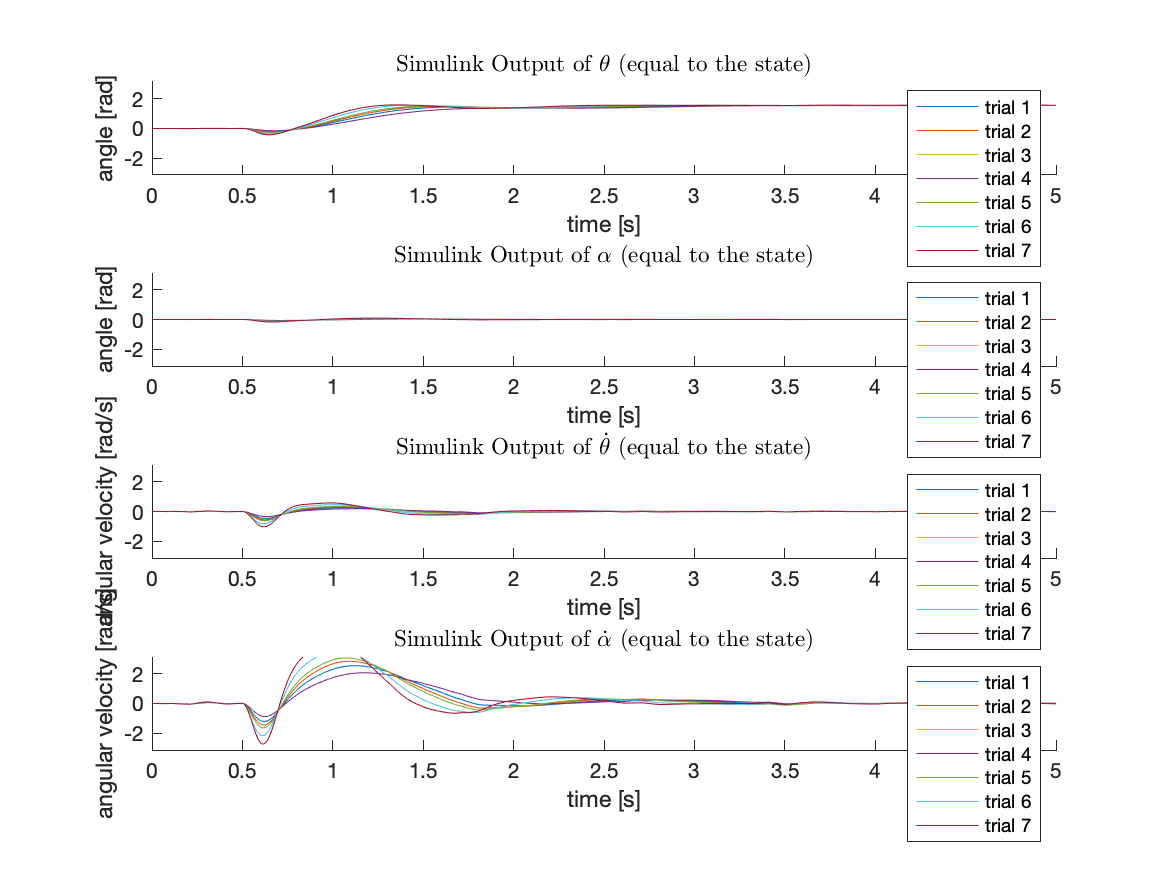 Simulink Output of θ (equal to the state)
angle [rad]
2
0
-2
0 0.5 1 1.5 2 2.5 3 3.5 4 5
time [s]
trial 1
trial 2
trial 3
trial 4
trial 5
trial 6
trial 7
Simulink Output of α (equal to the state)
angle [rad]
2
0
-2
0 0.5 1 1.5 2 2.5 3 3.5 4 5
time [s]
trial 1
trial 2
trial 3
trial 4
trial 5
trial 6
trial 7
Simulink Output of θ̇ (equal to the state)
angular velocity [rad/s]
2
0
-2
0 0.5 1 1.5 2 2.5 3 3.5 4 5
time [s]
trial 1
trial 2
trial 3
trial 4
trial 5
trial 6
trial 7
Simulink Output of α̇ (equal to the state)
angular velocity [rad/s]
2
0
-2
0 0.5 1 1.5 2 2.5 3 3.5 4 5
time [s]
trial 1
trial 2
trial 3
trial 4
trial 5
trial 6
trial 7